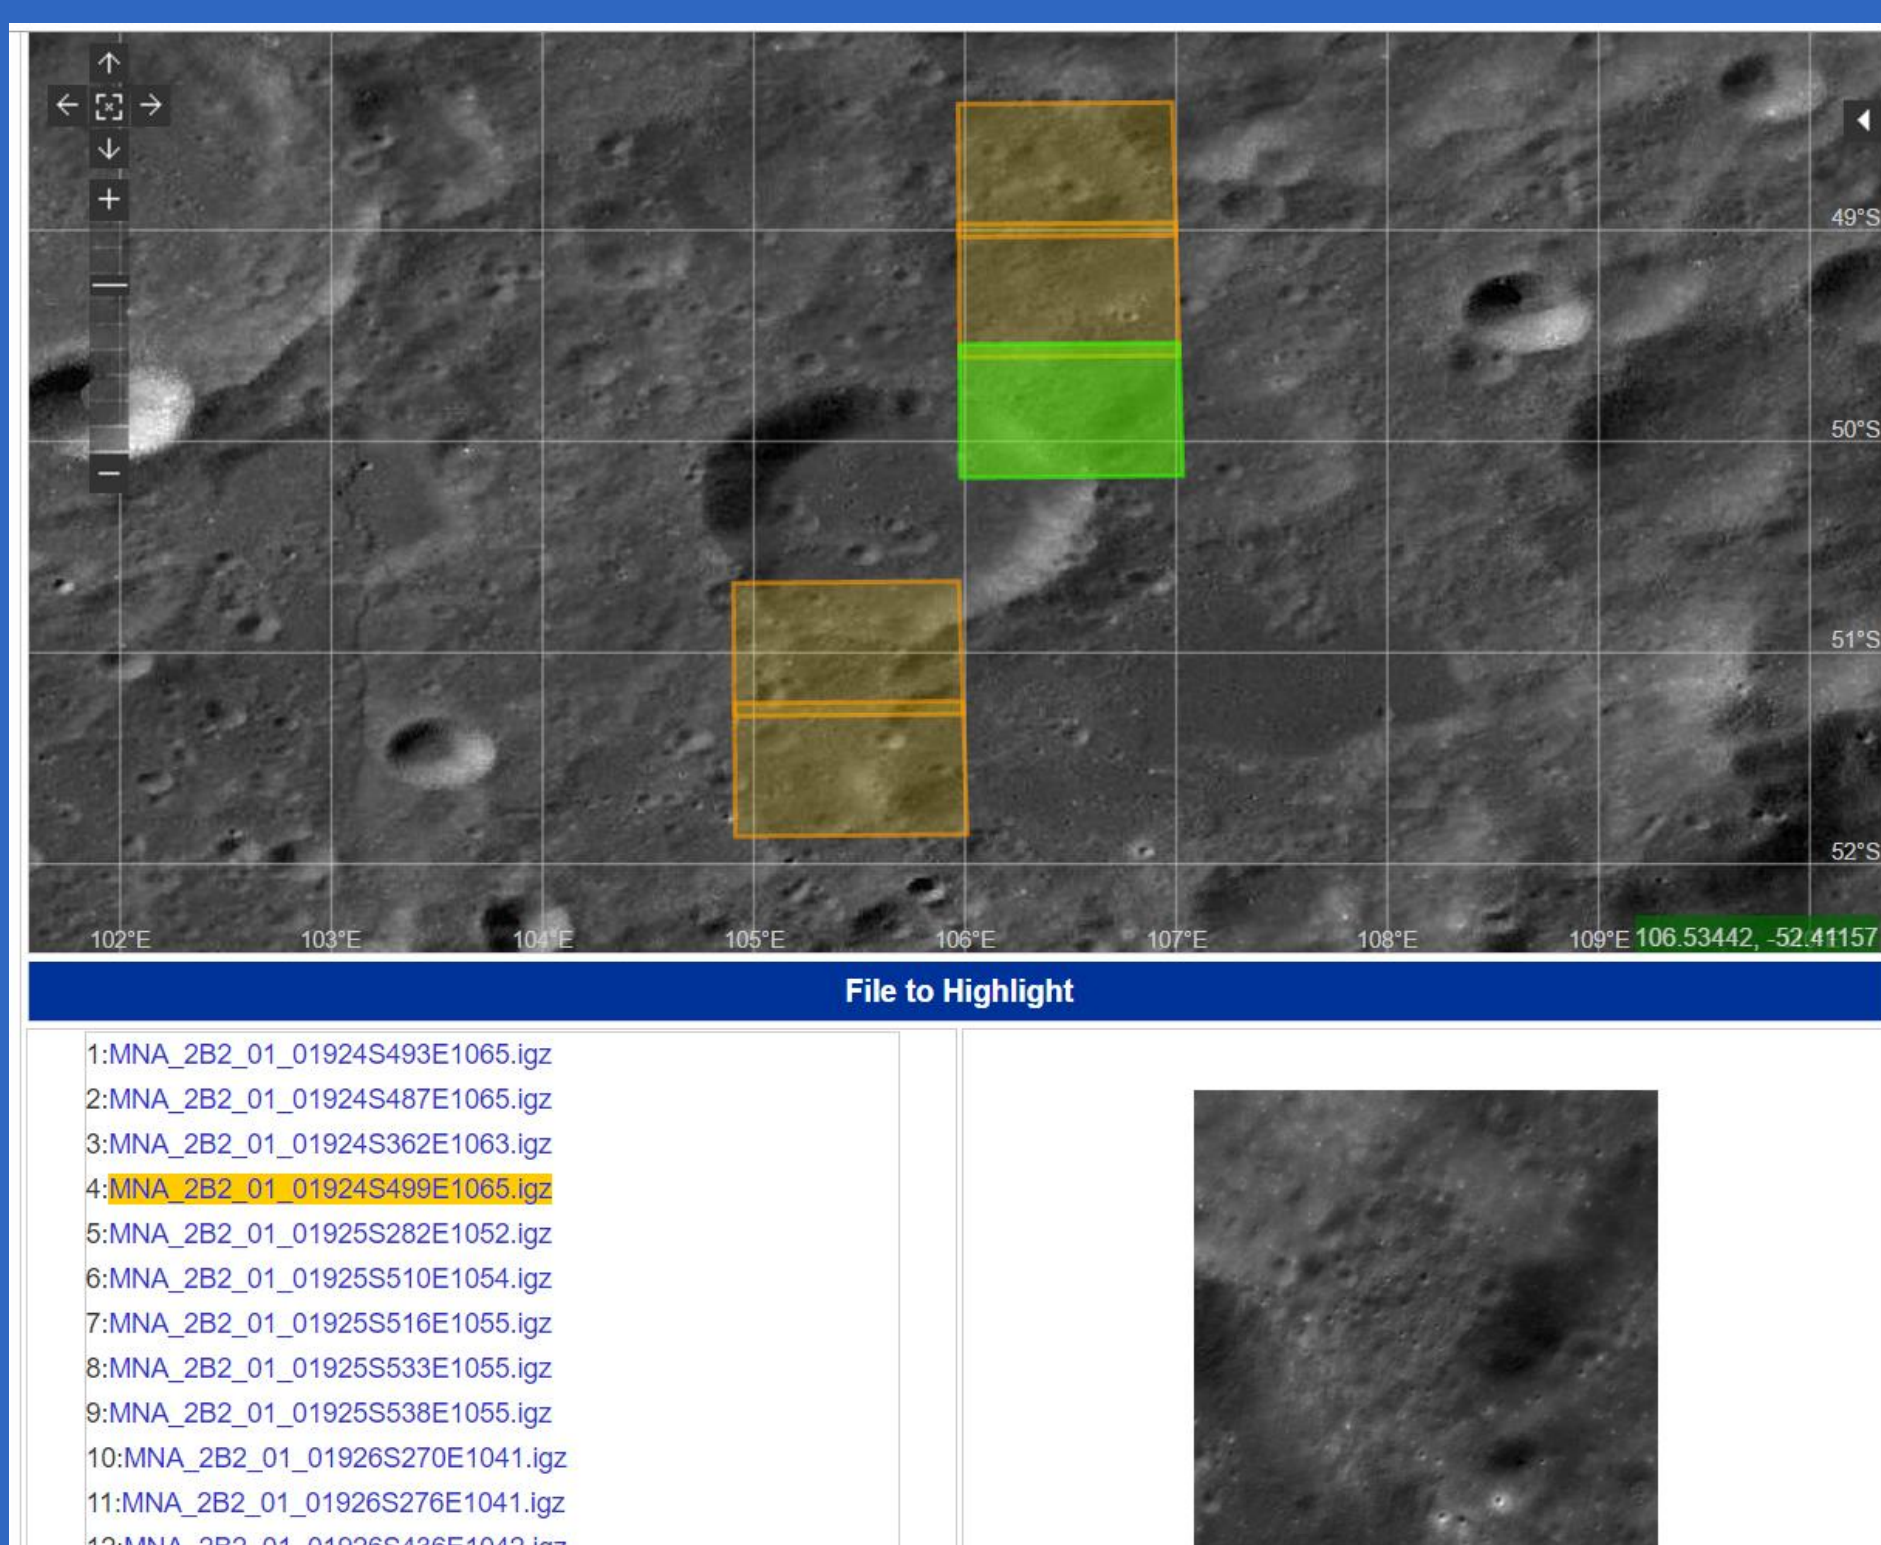 49°S
50°S
51°S
52°S
102°E 103°E 104°E 105°E 106°E 107°E 108°E 109°E 106.53442, -52.41157
File to Highlight
1:MNA_2B2_01_01924S493E1065.igz
2:MNA_2B2_01_01924S487E1065.igz
3:MNA_2B2_01_01924S362E1063.igz
4:MNA_2B2_01_01924S499E1065.igz
5:MNA_2B2_01_01925S282E1052.igz
6:MNA_2B2_01_01925S510E1054.igz
7:MNA_2B2_01_01925S516E1055.igz
8:MNA_2B2_01_01925S533E1055.igz
9:MNA_2B2_01_01925S538E1055.igz
10:MNA_2B2_01_01926S270E1041.igz
11:MNA_2B2_01_01926S276E1041.igz